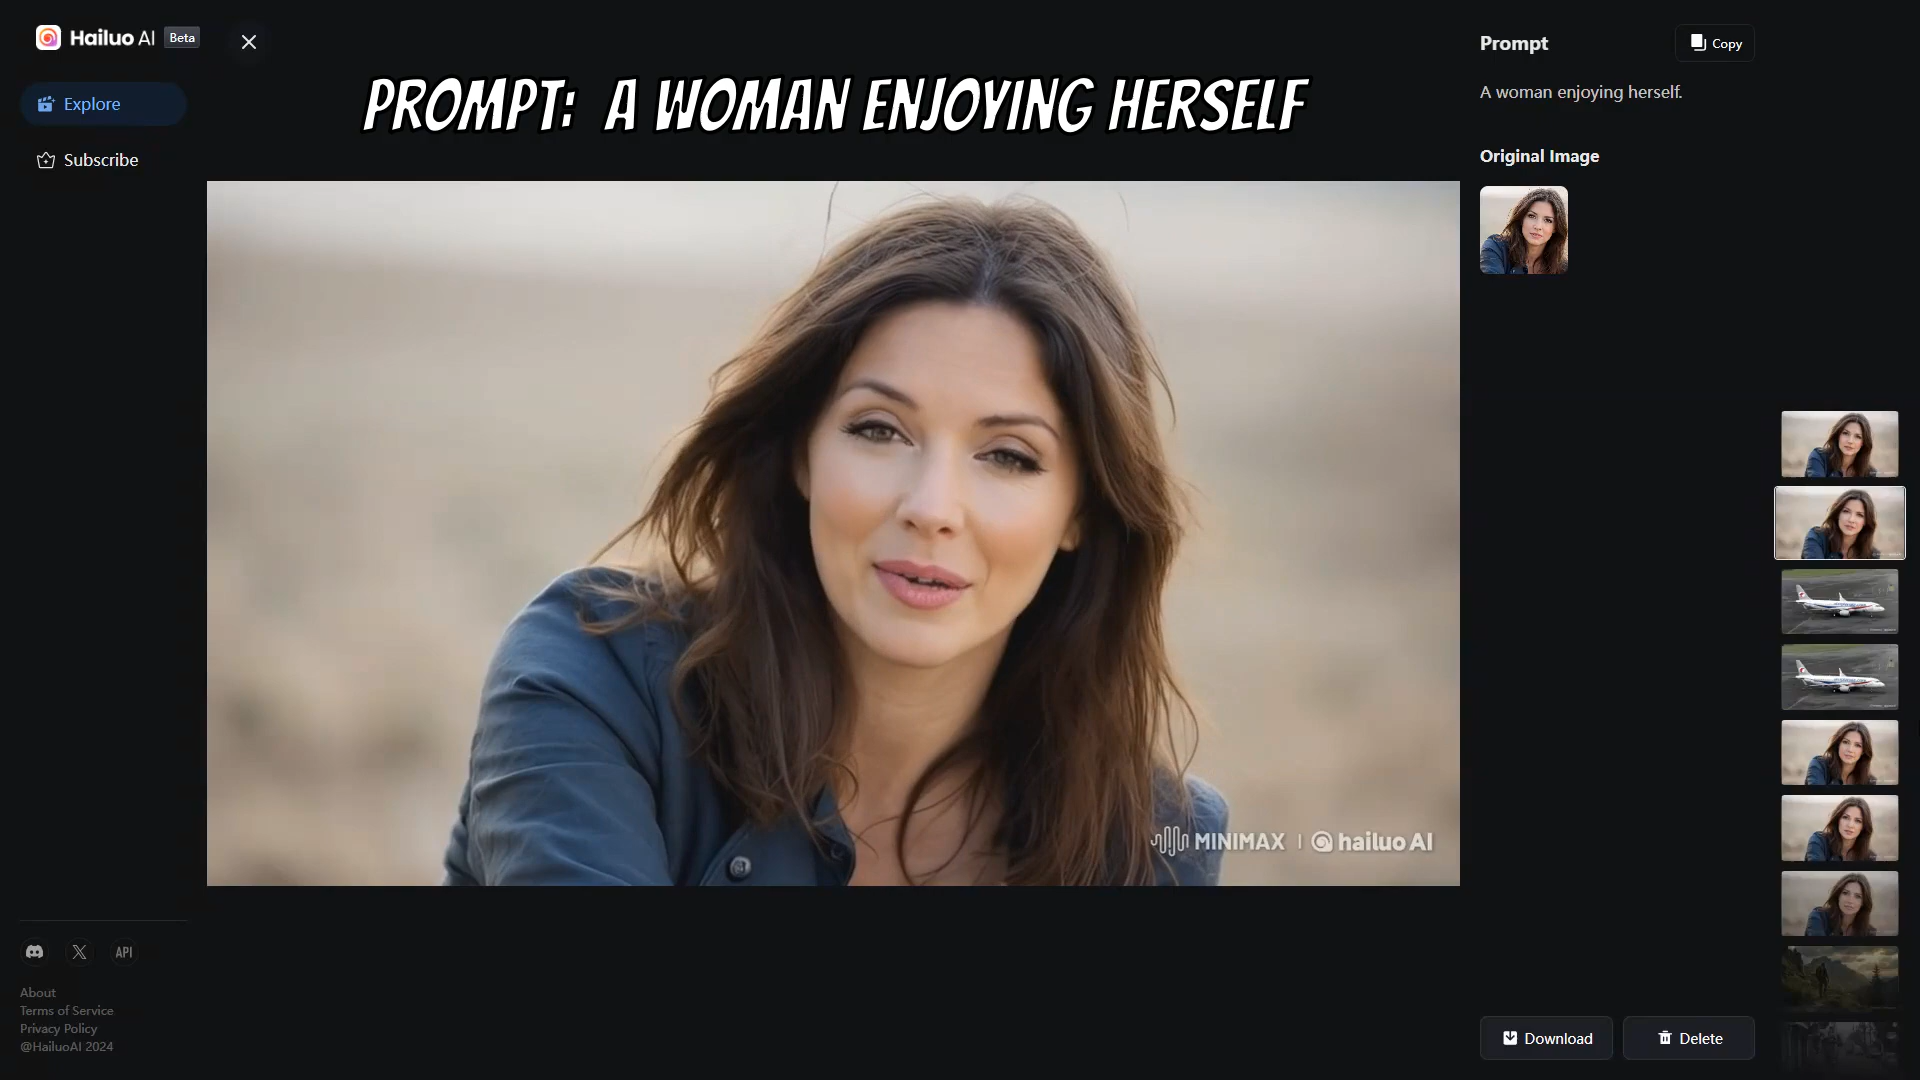 Hailuo AI Beta
Explore
Subscribe
PROMPT: A WOMAN ENJOYING HERSELF
MINIMAX | hailuo AI
Prompt
Copy
A woman enjoying herself.
Original Image
Download
Delete
API
About
Terms of Service
Privacy Policy
@HailuoAI 2024